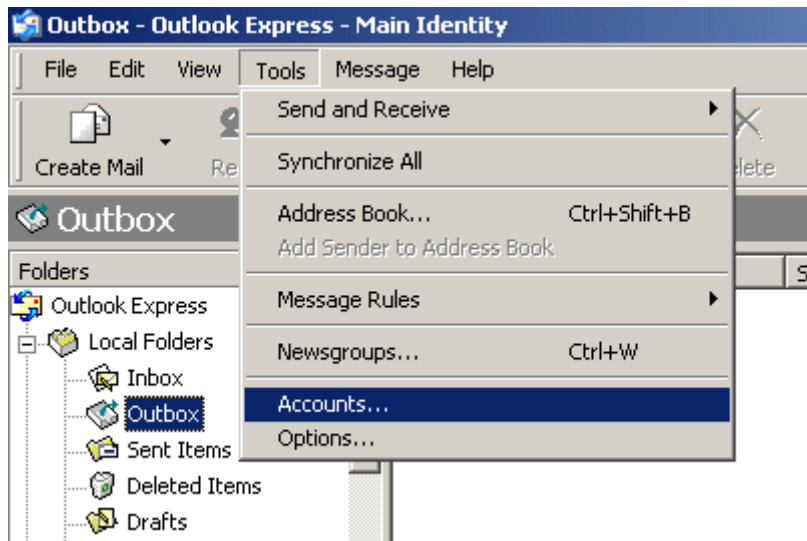 Outbox - Outlook Express - Main Identity
File Edit View Tools Message Help
Create Mail
Send and Receive
Synchronize All
Address Book... Ctrl+Shift+B
Add Sender to Address Book
Message Rules
Newsgroups... Ctrl+W
Accounts...
Options...
Outbox
Folders
Outlook Express
Local Folders
Inbox
Outbox
Sent Items
Deleted Items
Drafts